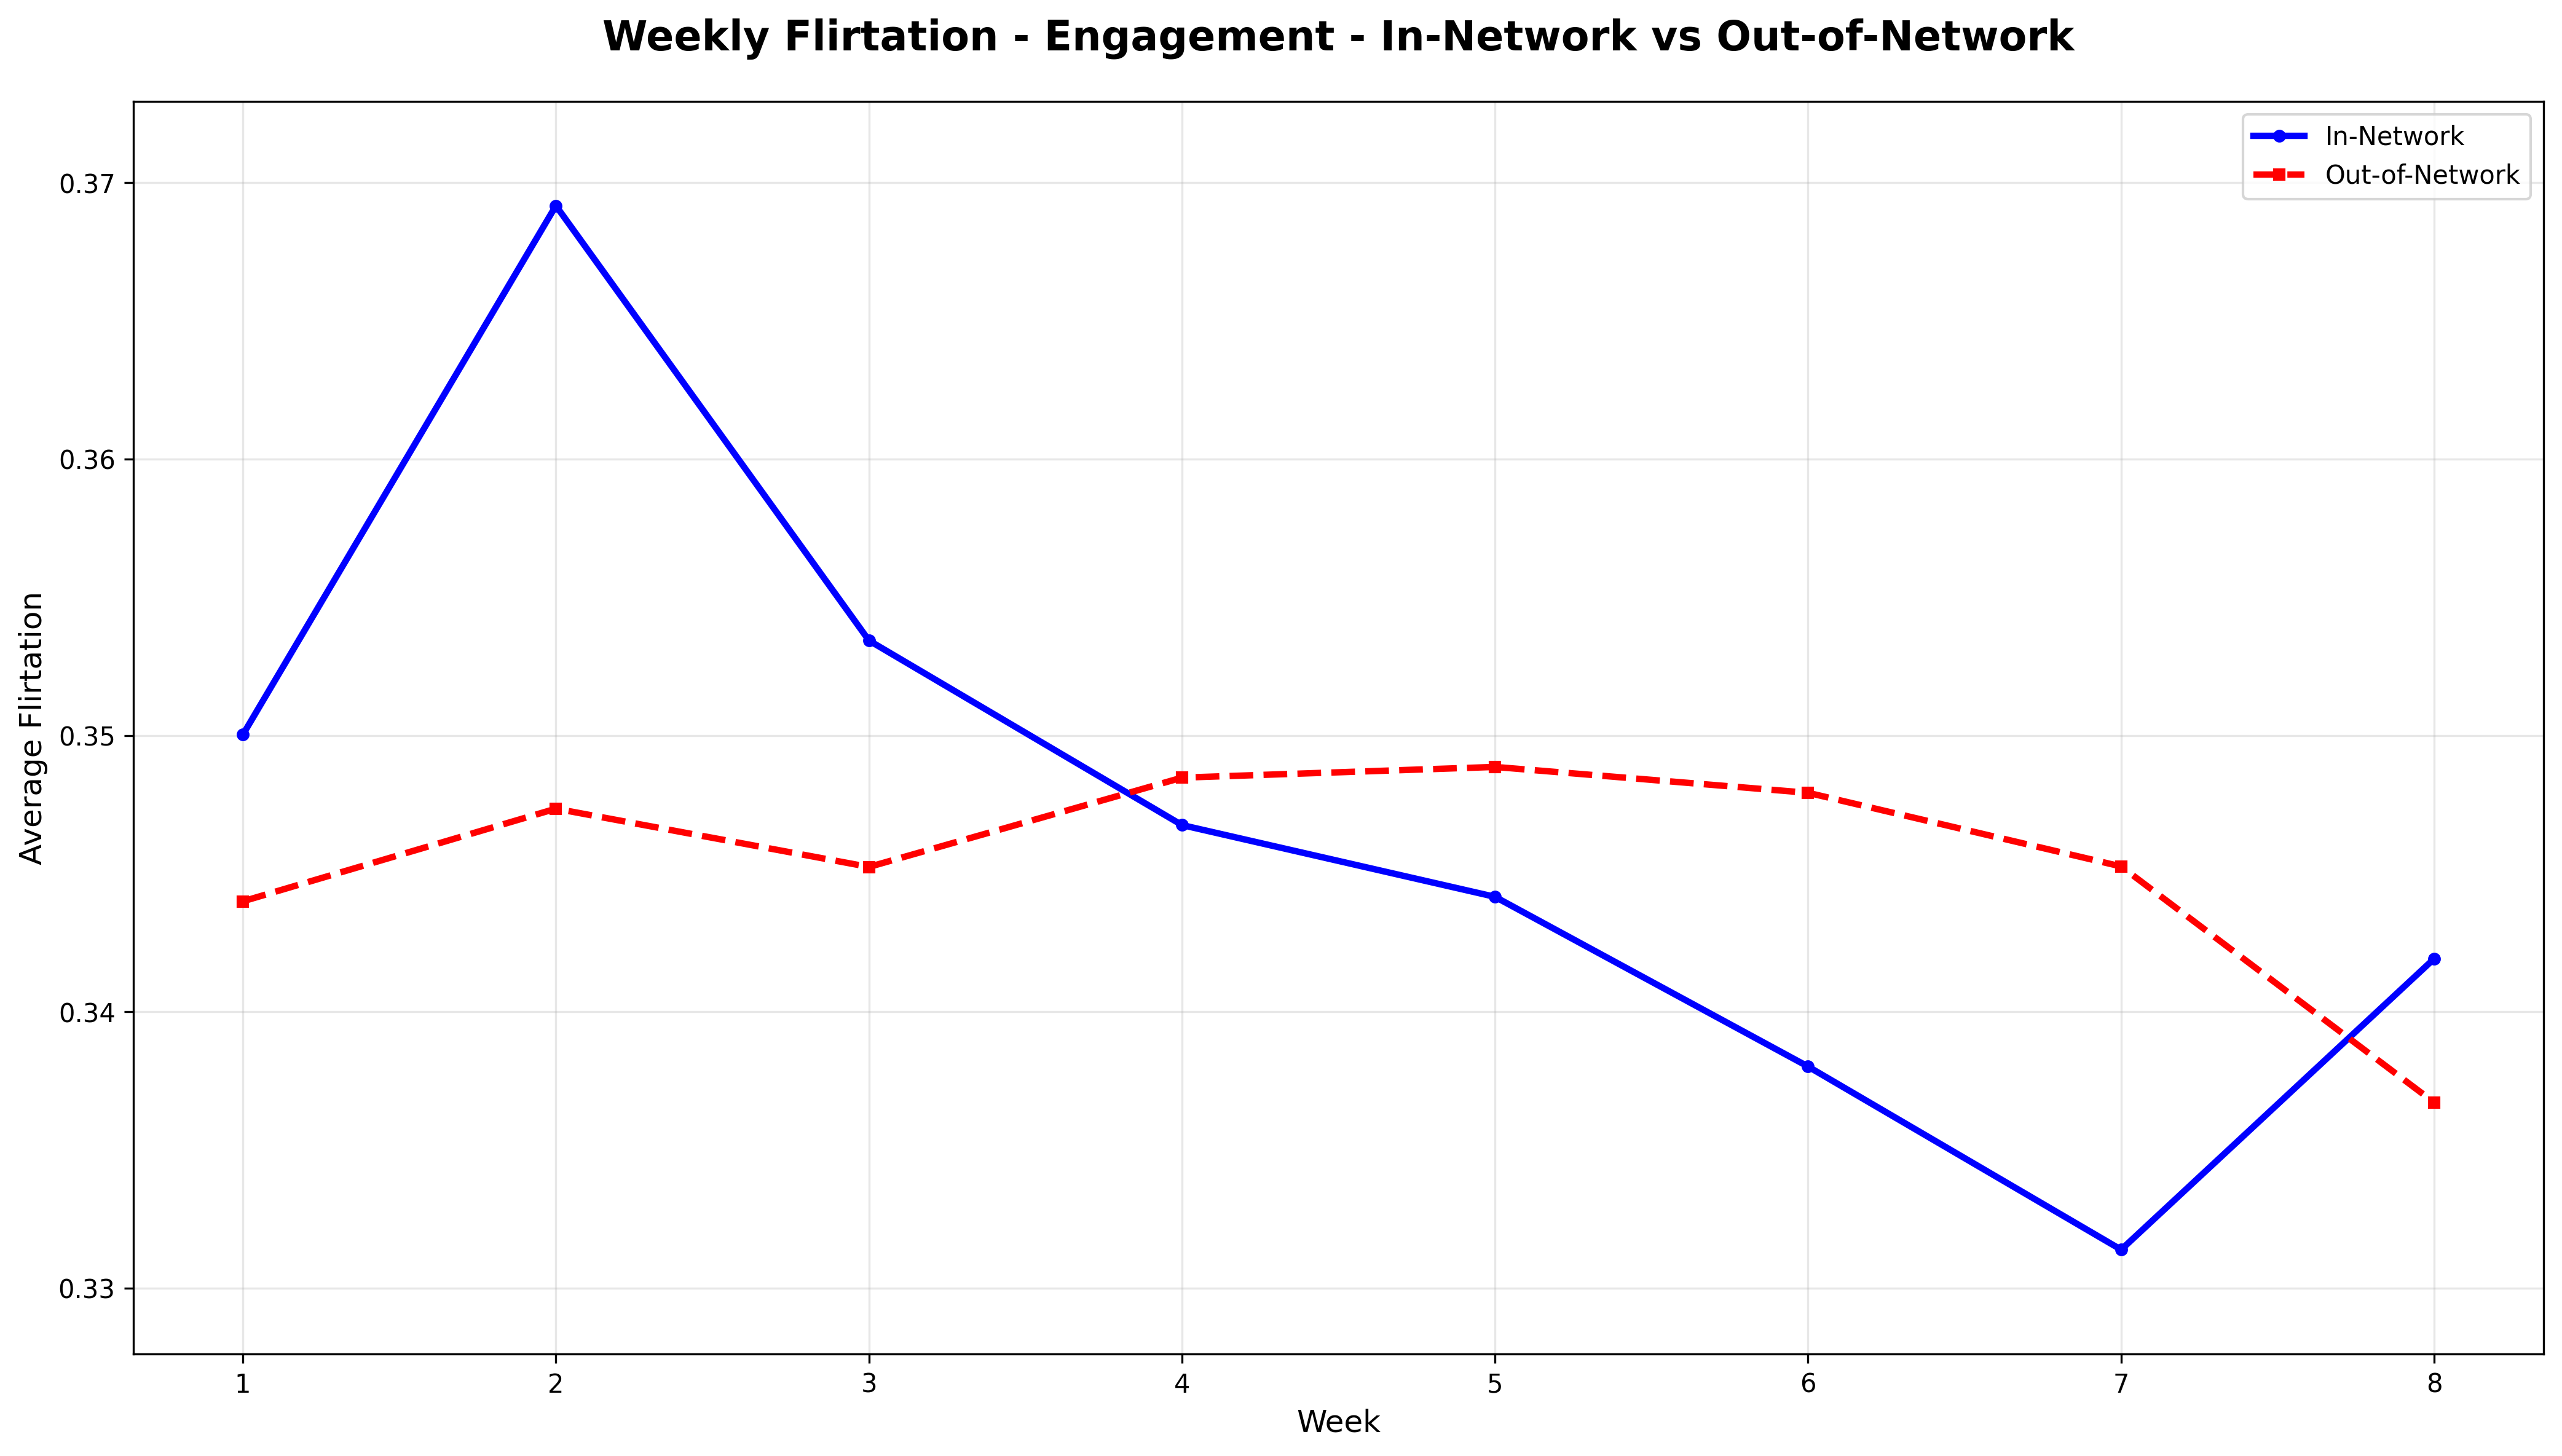 Weekly Flirtation - Engagement - In-Network vs Out-of-Network
In-Network
Out-of-Network
Average Flirtation
0.37
0.36
0.35
0.34
0.33
1 2 3 4 5 6 7 8
Week